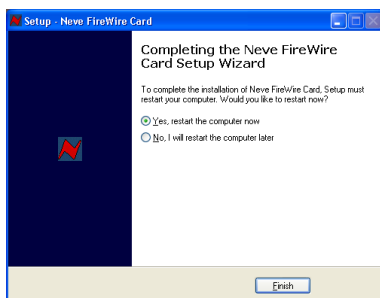 Setup - Neve FireWire Card
Completing the Neve FireWire
Card Setup Wizard
To complete the installation of Neve FireWire Card, Setup must
restart your computer. Would you like to restart now?
Yes, restart the computer now
No, I will restart the computer later
Finish